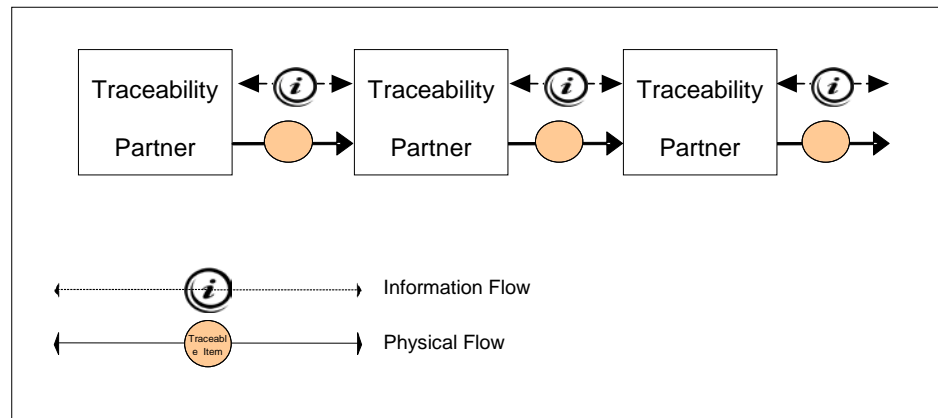 Traceability
Partner
i
Traceability
Partner
i
Traceability
Partner
i
i
Information Flow
Traceabl
e Item
Physical Flow